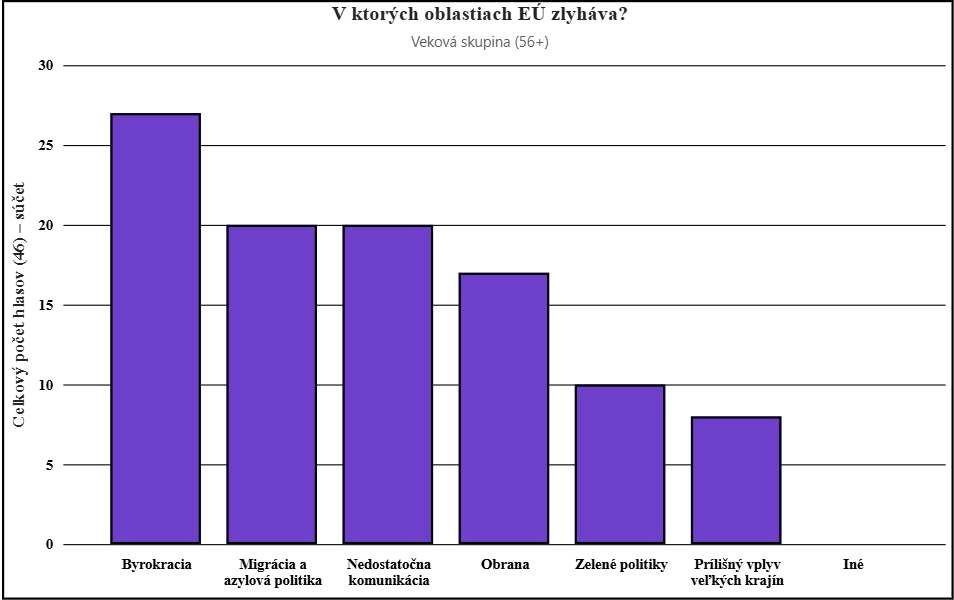 V ktorých oblastiach EÚ zlyháva?
Veková skupina (56+)
Celkový počet hlasov (46) – súčet
30
25
20
15
10
5
0
Byrokracia
Migrácia a
azylová politika
Nedostatočna
komunikácia
Obrana
Zelené politiky
Prílišný vplyv
veľkých krajín
Iné